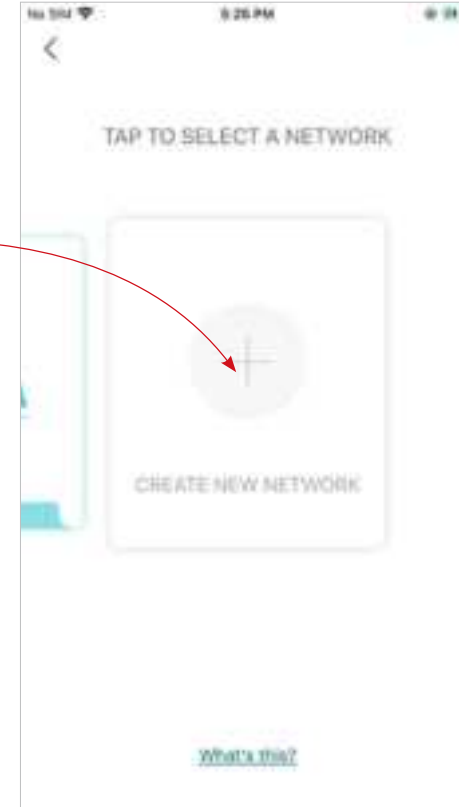 No SIM 5:26 PM
TAP TO SELECT A NETWORK
CREATE NEW NETWORK
What's this?